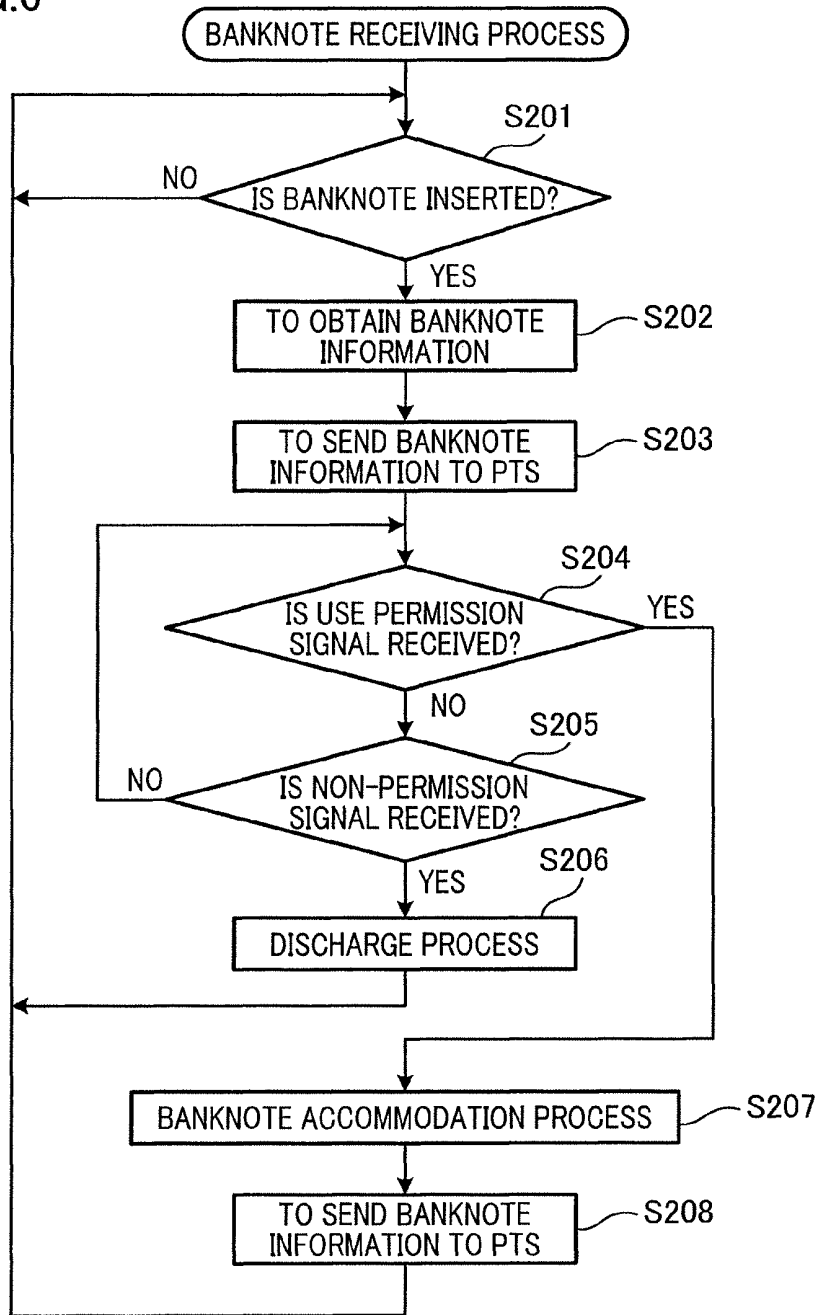 BANKNOTE RECEIVING PROCESS
S201
NO
IS BANKNOTE INSERTED?
YES
TO OBTAIN BANKNOTE
INFORMATION
S202
TO SEND BANKNOTE
INFORMATION TO PTS
S203
S204
IS USE PERMISSION
SIGNAL RECEIVED?
YES
NO
S205
NO
IS NON-PERMISSION
SIGNAL RECEIVED?
YES
S206
DISCHARGE PROCESS
BANKNOTE ACCOMMODATION PROCESS
S207
TO SEND BANKNOTE
INFORMATION TO PTS
S208